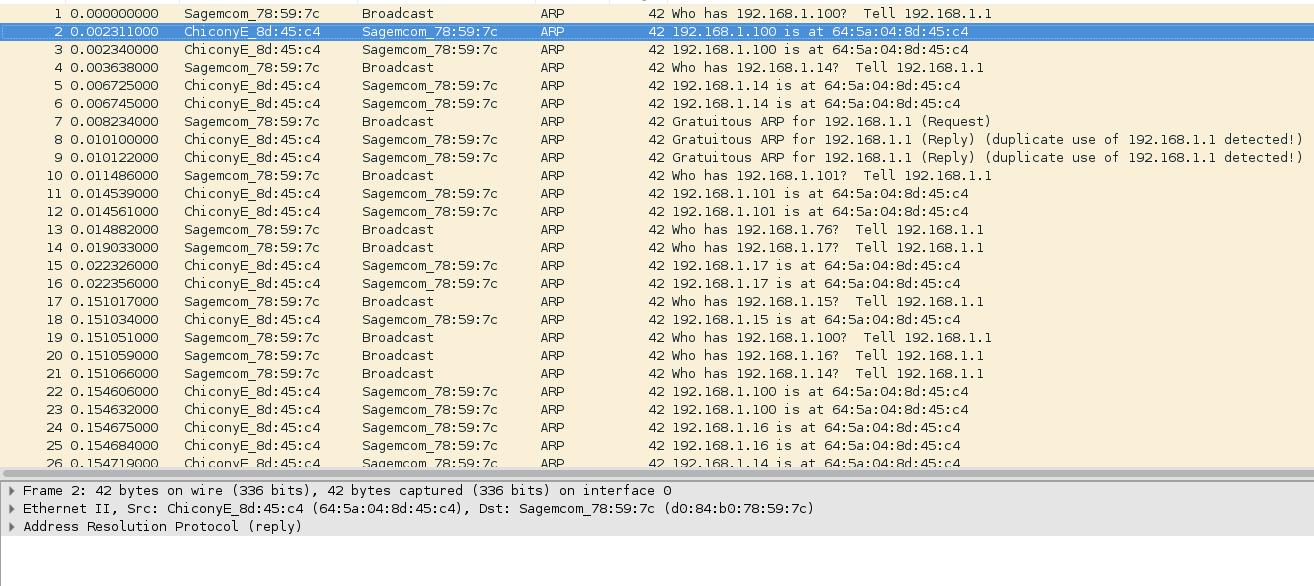 1 0.000000000 Sagemcom_78:59:7c Broadcast ARP 42 Who has 192.168.1.100? Tell 192.168.1.1
2 0.002311000 ChiconyE_8d:45:c4 Sagemcom_78:59:7c ARP 42 192.168.1.100 is at 64:5a:04:8d:45:c4
3 0.002340000 ChiconyE_8d:45:c4 Sagemcom_78:59:7c ARP 42 192.168.1.100 is at 64:5a:04:8d:45:c4
4 0.003638000 Sagemcom_78:59:7c Broadcast ARP 42 Who has 192.168.1.14? Tell 192.168.1.1
5 0.006725000 ChiconyE_8d:45:c4 Sagemcom_78:59:7c ARP 42 192.168.1.14 is at 64:5a:04:8d:45:c4
6 0.006745000 ChiconyE_8d:45:c4 Sagemcom_78:59:7c ARP 42 192.168.1.14 is at 64:5a:04:8d:45:c4
7 0.008234000 Sagemcom_78:59:7c Broadcast ARP 42 Gratuitous ARP for 192.168.1.1 (Request)
8 0.010100000 ChiconyE_8d:45:c4 Sagemcom_78:59:7c ARP 42 Gratuitous ARP for 192.168.1.1 (Reply) (duplicate use of 192.168.1.1 detected!)
9 0.010122000 ChiconyE_8d:45:c4 Sagemcom_78:59:7c ARP 42 Gratuitous ARP for 192.168.1.1 (Reply) (duplicate use of 192.168.1.1 detected!)
10 0.011486000 Sagemcom_78:59:7c Broadcast ARP 42 Who has 192.168.1.101? Tell 192.168.1.1
11 0.014539000 ChiconyE_8d:45:c4 Sagemcom_78:59:7c ARP 42 192.168.1.101 is at 64:5a:04:8d:45:c4
12 0.014561000 ChiconyE_8d:45:c4 Sagemcom_78:59:7c ARP 42 192.168.1.101 is at 64:5a:04:8d:45:c4
13 0.014882000 Sagemcom_78:59:7c Broadcast ARP 42 Who has 192.168.1.76? Tell 192.168.1.1
14 0.019033000 Sagemcom_78:59:7c Broadcast ARP 42 Who has 192.168.1.17? Tell 192.168.1.1
15 0.022326000 ChiconyE_8d:45:c4 Sagemcom_78:59:7c ARP 42 192.168.1.17 is at 64:5a:04:8d:45:c4
16 0.022356000 ChiconyE_8d:45:c4 Sagemcom_78:59:7c ARP 42 192.168.1.17 is at 64:5a:04:8d:45:c4
17 0.151017000 Sagemcom_78:59:7c Broadcast ARP 42 Who has 192.168.1.15? Tell 192.168.1.1
18 0.151034000 ChiconyE_8d:45:c4 Sagemcom_78:59:7c ARP 42 192.168.1.15 is at 64:5a:04:8d:45:c4
19 0.151051000 Sagemcom_78:59:7c Broadcast ARP 42 Who has 192.168.1.100? Tell 192.168.1.1
20 0.151059000 Sagemcom_78:59:7c Broadcast ARP 42 Who has 192.168.1.16? Tell 192.168.1.1
21 0.151066000 Sagemcom_78:59:7c Broadcast ARP 42 Who has 192.168.1.14? Tell 192.168.1.1
22 0.154606000 ChiconyE_8d:45:c4 Sagemcom_78:59:7c ARP 42 192.168.1.100 is at 64:5a:04:8d:45:c4
23 0.154632000 ChiconyE_8d:45:c4 Sagemcom_78:59:7c ARP 42 192.168.1.100 is at 64:5a:04:8d:45:c4
24 0.154675000 ChiconyE_8d:45:c4 Sagemcom_78:59:7c ARP 42 192.168.1.16 is at 64:5a:04:8d:45:c4
25 0.154684000 ChiconyE_8d:45:c4 Sagemcom_78:59:7c ARP 42 192.168.1.16 is at 64:5a:04:8d:45:c4
26 0.154719000 ChiconyE_8d:45:c4 Sagemcom_78:59:7c ARP 42 192.168.1.14 is at 64:5a:04:8d:45:c4
Frame 2: 42 bytes on wire (336 bits), 42 bytes captured (336 bits) on interface 0
Ethernet II, Src: ChiconyE_8d:45:c4 (64:5a:04:8d:45:c4), Dst: Sagemcom_78:59:7c (d0:84:b0:78:59:7c)
Address Resolution Protocol (reply)